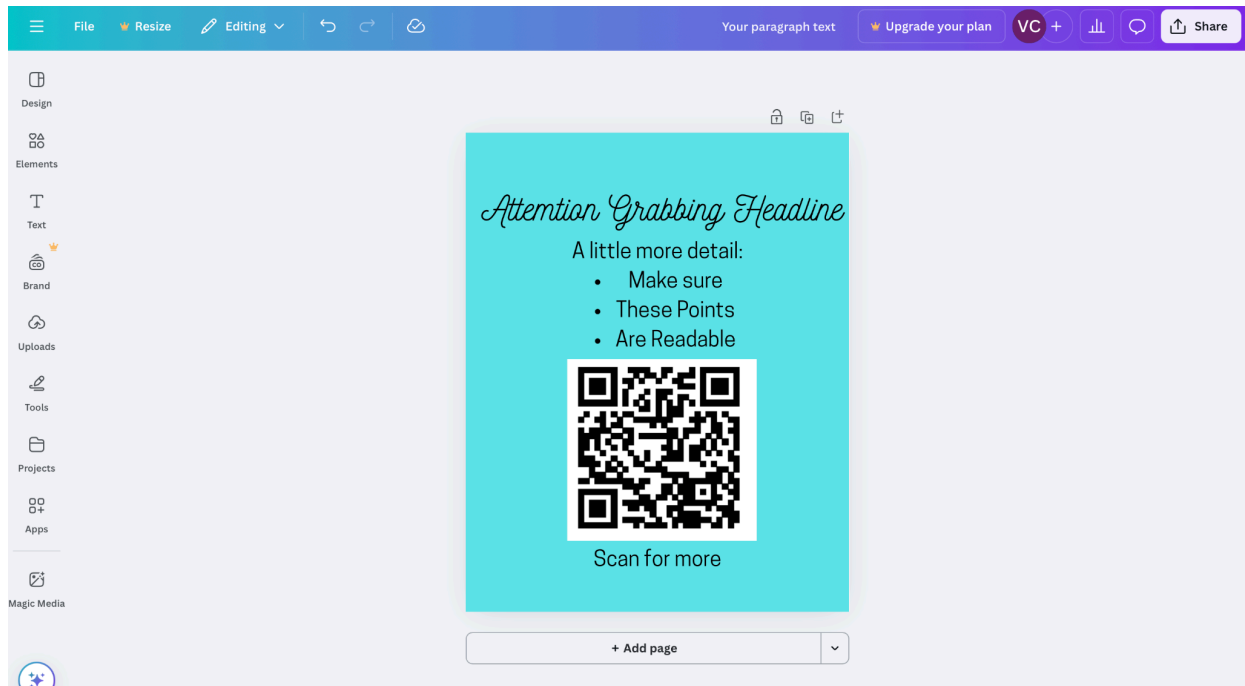 File Resize Editing Your paragraph text Upgrade your plan VC + Share
Design
Elements
Text
Brand
Uploads
Tools
Projects
Apps
Magic Media
Attemtion Grabbing Headline
A little more detail:
• Make sure
• These Points
• Are Readable
Scan for more
+ Add page